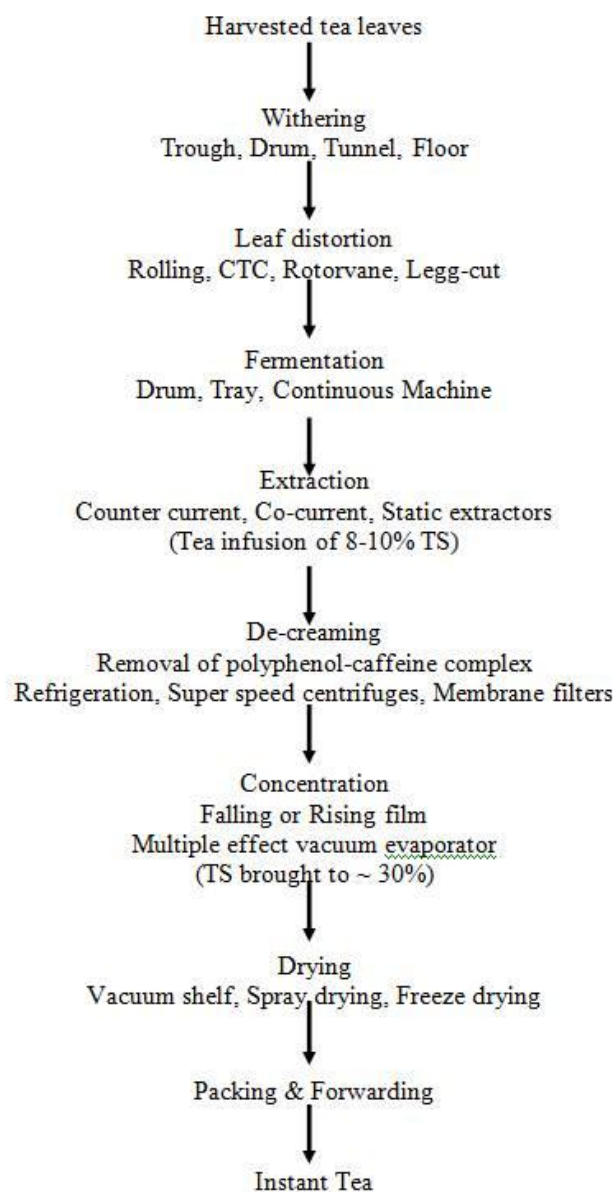 Harvested tea leaves
Withering
Trough, Drum, Tunnel, Floor
Leaf distortion
Rolling, CTC, Rotorvane, Legg-cut
Fermentation
Drum, Tray, Continuous Machine
Extraction
Counter current, Co-current, Static extractors
(Tea infusion of 8-10% TS)
De-creaming
Removal of polyphenol-caffeine complex
Refrigeration, Super speed centrifuges, Membrane filters
Concentration
Falling or Rising film
Multiple effect vacuum evaporator
(TS brought to ~ 30%)
Drying
Vacuum shelf, Spray drying, Freeze drying
Packing & Forwarding
Instant Tea